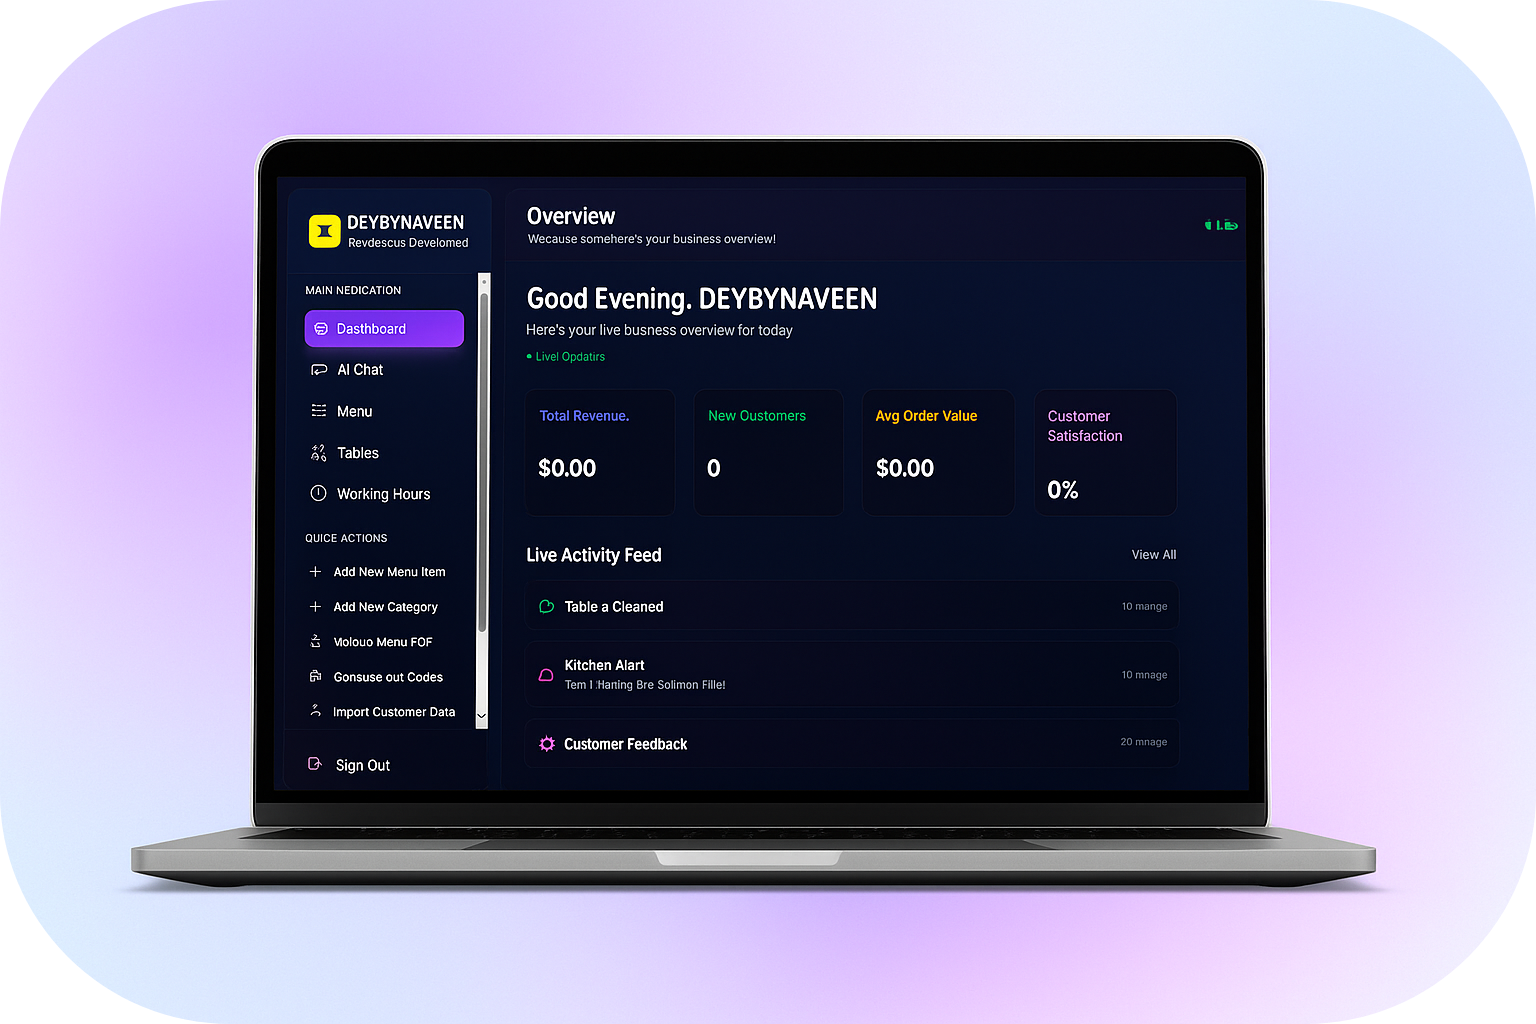 DEYBYNAVEEN
Revdescus Develomed
MAIN NEDICATION
Dasthboard
AI Chat
Menu
Tables
Working Hours
QUICE ACTIONS
Add New Menu Item
Add New Category
Molouo Menu FOF
Gonsuse out Codes
Import Customer Data
Sign Out
Overview
Wecause somehere's your business overview!
Good Evening. DEYBYNAVEEN
Here's your live busness overview for today
• Livel Opdatirs
Total Revenue.
$0.00
New Oustomers
0
Avg Order Value
$0.00
Customer
Satisfaction
0%
Live Activity Feed
View All
Table a Cleaned
10 mange
Kitchen Alart
Tem I Harting Bre Solimon Fille!
10 mnage
Customer Feedback
20 mnage